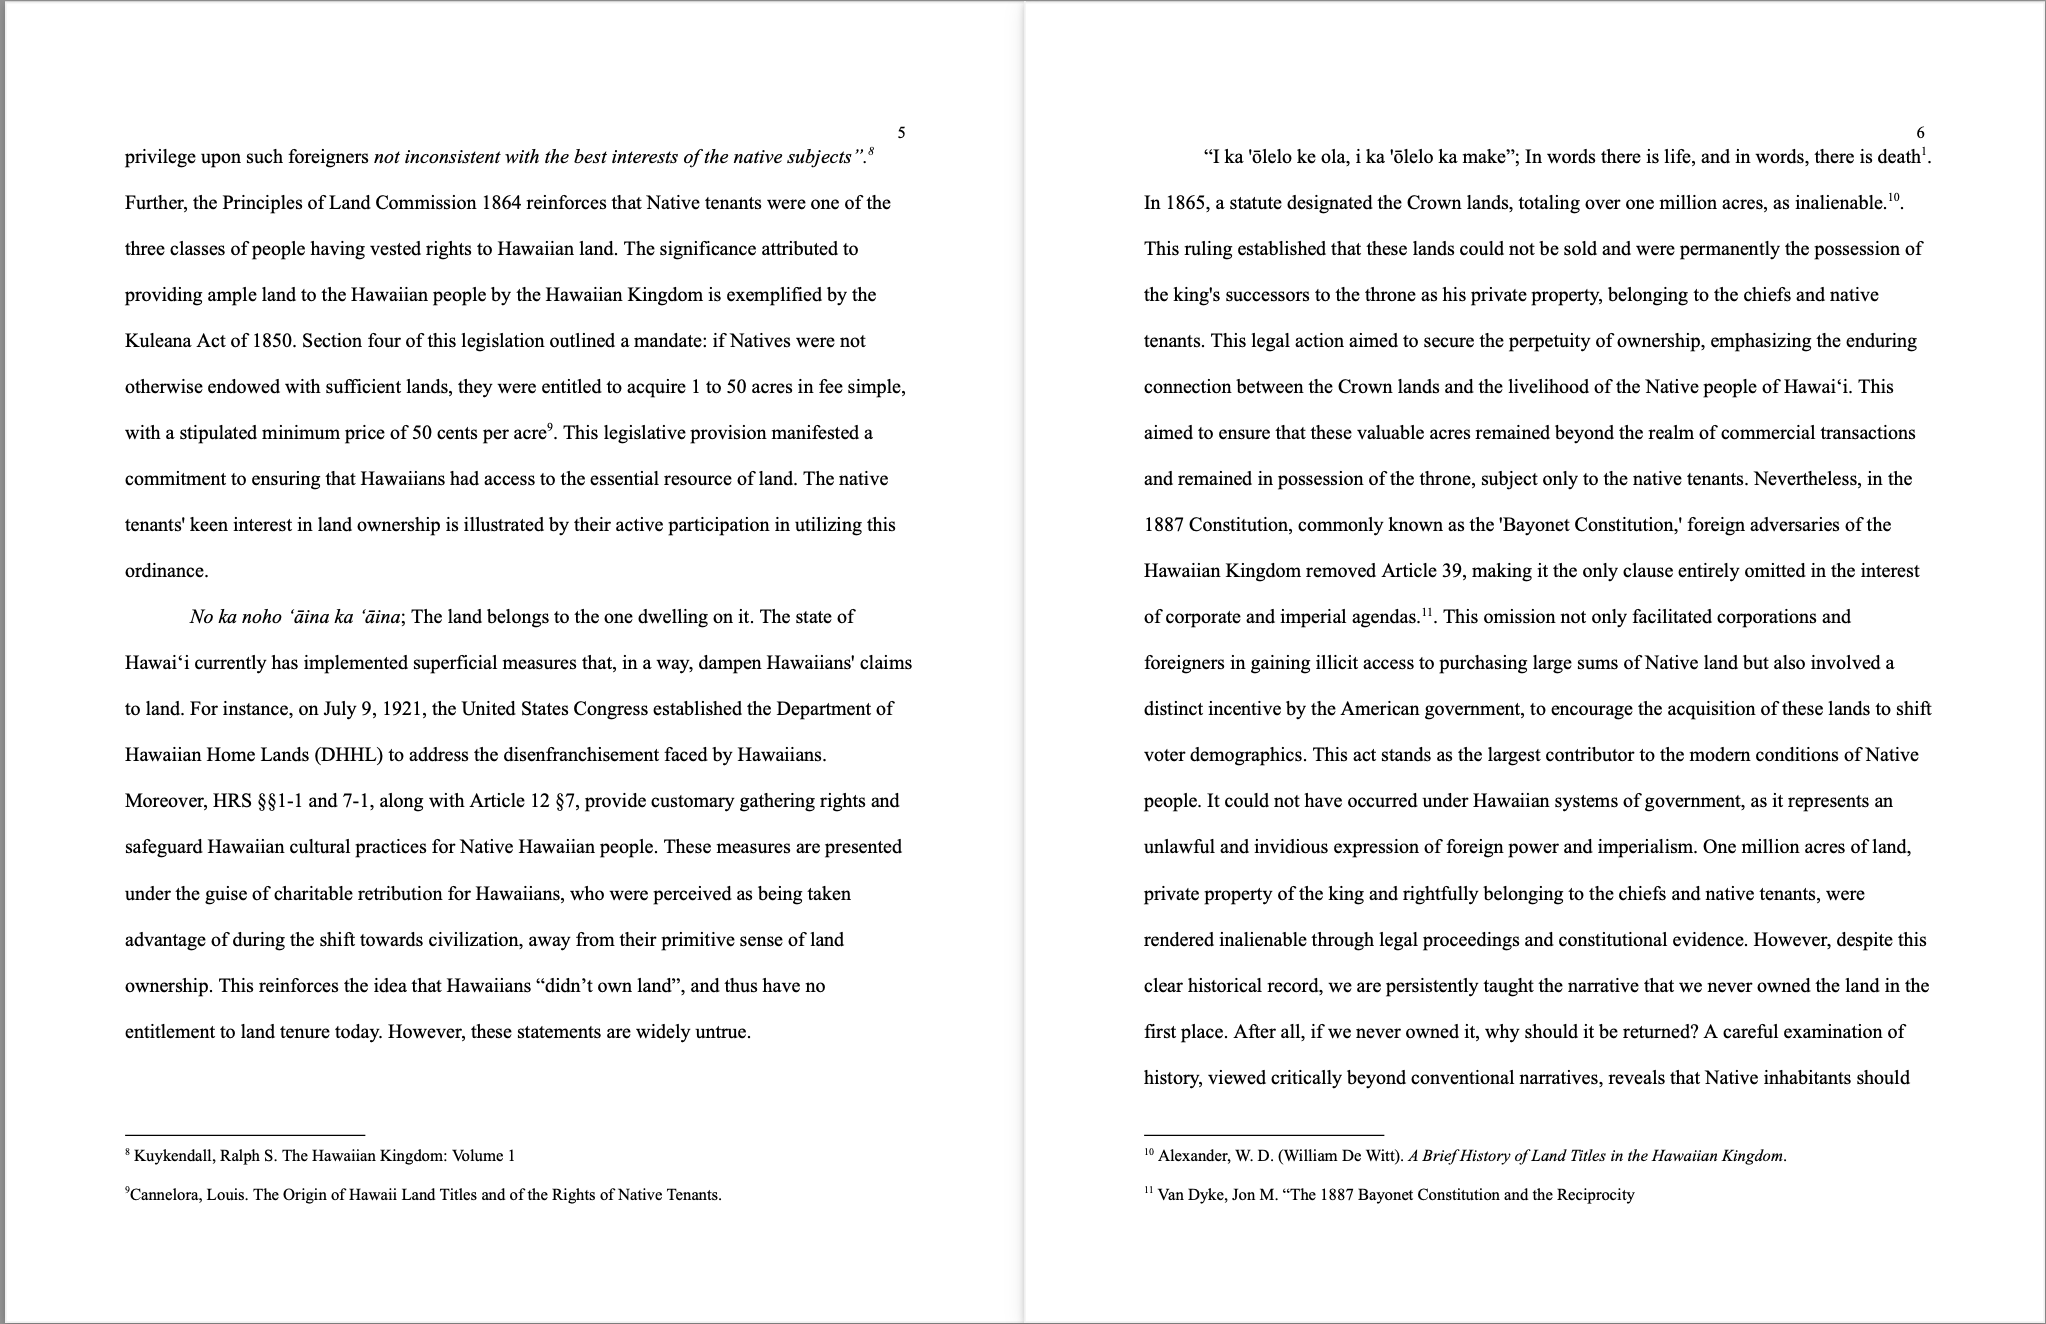 5
privilege upon such foreigners not inconsistent with the best interests of the native subjects”.8
Further, the Principles of Land Commission 1864 reinforces that Native tenants were one of the
three classes of people having vested rights to Hawaiian land. The significance attributed to
providing ample land to the Hawaiian people by the Hawaiian Kingdom is exemplified by the
Kuleana Act of 1850. Section four of this legislation outlined a mandate: if Natives were not
otherwise endowed with sufficient lands, they were entitled to acquire 1 to 50 acres in fee simple,
with a stipulated minimum price of 50 cents per acre9. This legislative provision manifested a
commitment to ensuring that Hawaiians had access to the essential resource of land. The native
tenants' keen interest in land ownership is illustrated by their active participation in utilizing this
ordinance.
No ka noho ʻāina ka ʻāina; The land belongs to the one dwelling on it. The state of
Hawaiʻi currently has implemented superficial measures that, in a way, dampen Hawaiians' claims
to land. For instance, on July 9, 1921, the United States Congress established the Department of
Hawaiian Home Lands (DHHL) to address the disenfranchisement faced by Hawaiians.
Moreover, HRS §§1-1 and 7-1, along with Article 12 §7, provide customary gathering rights and
safeguard Hawaiian cultural practices for Native Hawaiian people. These measures are presented
under the guise of charitable retribution for Hawaiians, who were perceived as being taken
advantage of during the shift towards civilization, away from their primitive sense of land
ownership. This reinforces the idea that Hawaiians “didn’t own land”, and thus have no
entitlement to land tenure today. However, these statements are widely untrue.
8 Kuykendall, Ralph S. The Hawaiian Kingdom: Volume 1
9Cannelora, Louis. The Origin of Hawaii Land Titles and of the Rights of Native Tenants.
6
“I ka 'ōlelo ke ola, i ka 'ōlelo ka make”; In words there is life, and in words, there is death1.
In 1865, a statute designated the Crown lands, totaling over one million acres, as inalienable.10.
This ruling established that these lands could not be sold and were permanently the possession of
the king's successors to the throne as his private property, belonging to the chiefs and native
tenants. This legal action aimed to secure the perpetuity of ownership, emphasizing the enduring
connection between the Crown lands and the livelihood of the Native people of Hawaiʻi. This
aimed to ensure that these valuable acres remained beyond the realm of commercial transactions
and remained in possession of the throne, subject only to the native tenants. Nevertheless, in the
1887 Constitution, commonly known as the 'Bayonet Constitution,' foreign adversaries of the
Hawaiian Kingdom removed Article 39, making it the only clause entirely omitted in the interest
of corporate and imperial agendas.11. This omission not only facilitated corporations and
foreigners in gaining illicit access to purchasing large sums of Native land but also involved a
distinct incentive by the American government, to encourage the acquisition of these lands to shift
voter demographics. This act stands as the largest contributor to the modern conditions of Native
people. It could not have occurred under Hawaiian systems of government, as it represents an
unlawful and invidious expression of foreign power and imperialism. One million acres of land,
private property of the king and rightfully belonging to the chiefs and native tenants, were
rendered inalienable through legal proceedings and constitutional evidence. However, despite this
clear historical record, we are persistently taught the narrative that we never owned the land in the
first place. After all, if we never owned it, why should it be returned? A careful examination of
history, viewed critically beyond conventional narratives, reveals that Native inhabitants should
10 Alexander, W. D. (William De Witt). A Brief History of Land Titles in the Hawaiian Kingdom.
11 Van Dyke, Jon M. “The 1887 Bayonet Constitution and the Reciprocity